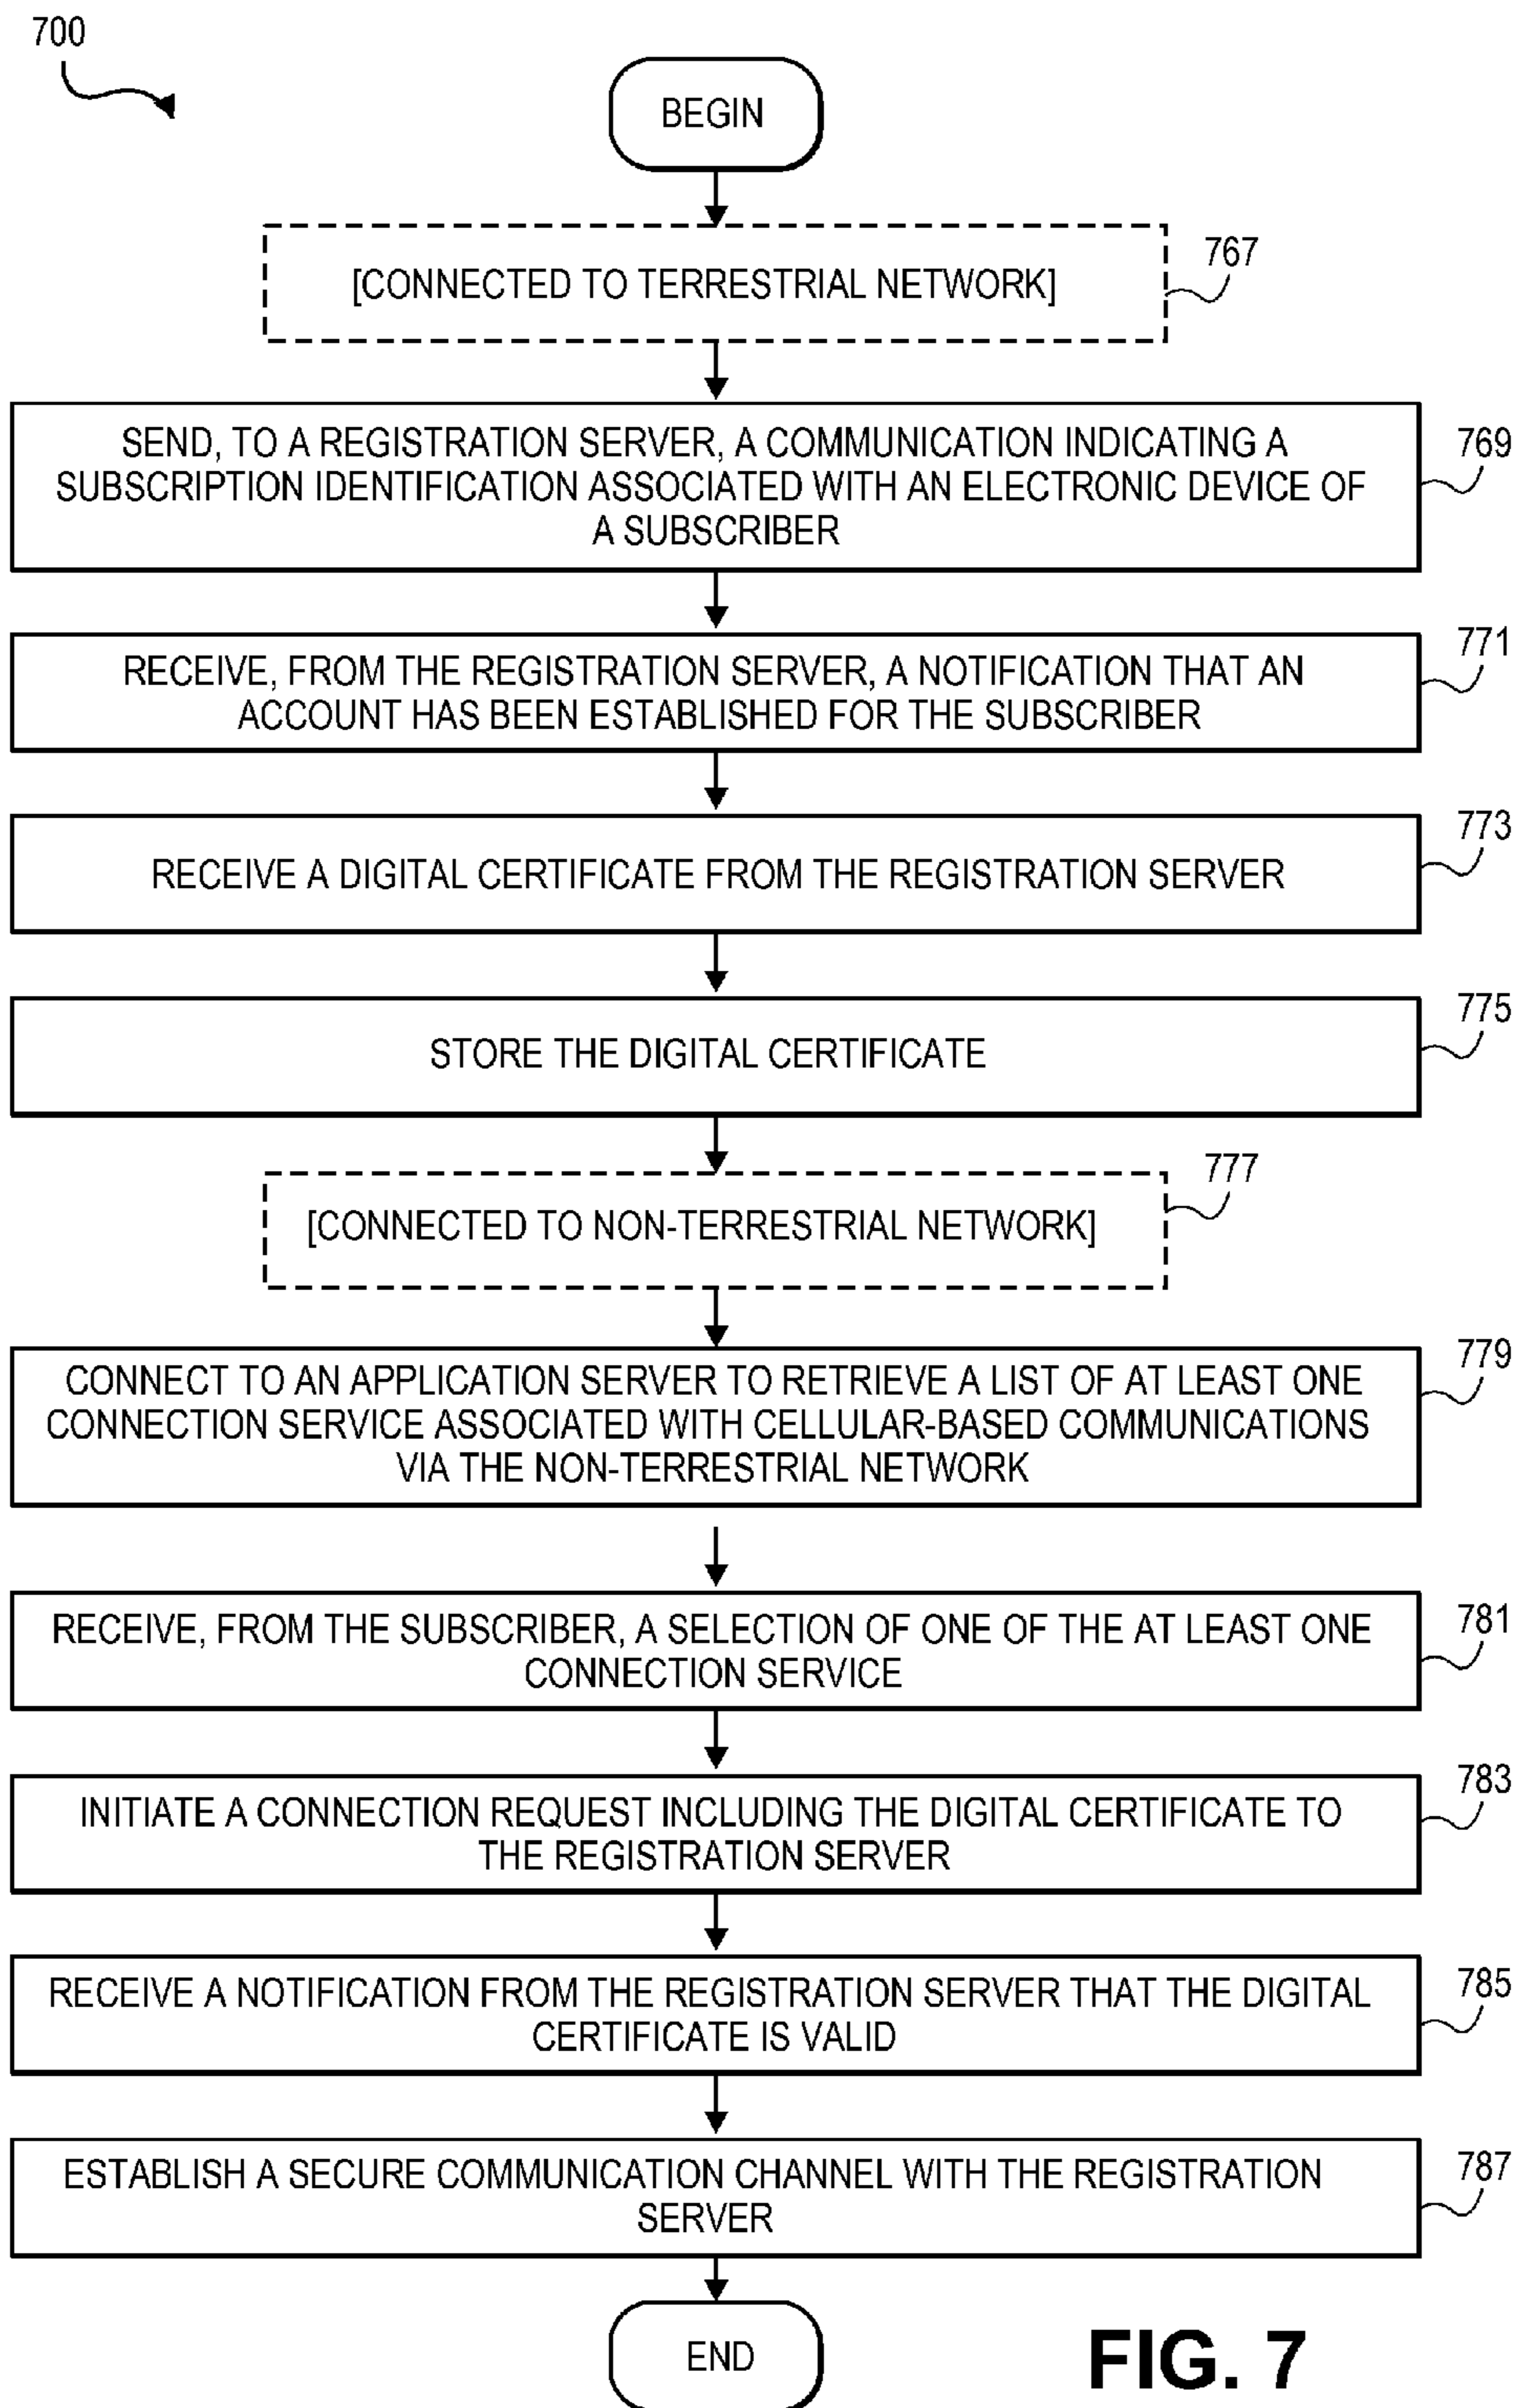 700
BEGIN
[CONNECTED TO TERRESTRIAL NETWORK]
767
SEND, TO A REGISTRATION SERVER, A COMMUNICATION INDICATING A
SUBSCRIPTION IDENTIFICATION ASSOCIATED WITH AN ELECTRONIC DEVICE OF
A SUBSCRIBER
769
RECEIVE, FROM THE REGISTRATION SERVER, A NOTIFICATION THAT AN
ACCOUNT HAS BEEN ESTABLISHED FOR THE SUBSCRIBER
771
RECEIVE A DIGITAL CERTIFICATE FROM THE REGISTRATION SERVER
773
STORE THE DIGITAL CERTIFICATE
775
[CONNECTED TO NON-TERRESTRIAL NETWORK]
777
CONNECT TO AN APPLICATION SERVER TO RETRIEVE A LIST OF AT LEAST ONE
CONNECTION SERVICE ASSOCIATED WITH CELLULAR-BASED COMMUNICATIONS
VIA THE NON-TERRESTRIAL NETWORK
779
RECEIVE, FROM THE SUBSCRIBER, A SELECTION OF ONE OF THE AT LEAST ONE
CONNECTION SERVICE
781
INITIATE A CONNECTION REQUEST INCLUDING THE DIGITAL CERTIFICATE TO
THE REGISTRATION SERVER
783
RECEIVE A NOTIFICATION FROM THE REGISTRATION SERVER THAT THE DIGITAL
CERTIFICATE IS VALID
785
ESTABLISH A SECURE COMMUNICATION CHANNEL WITH THE REGISTRATION
SERVER
787
END
FIG. 7